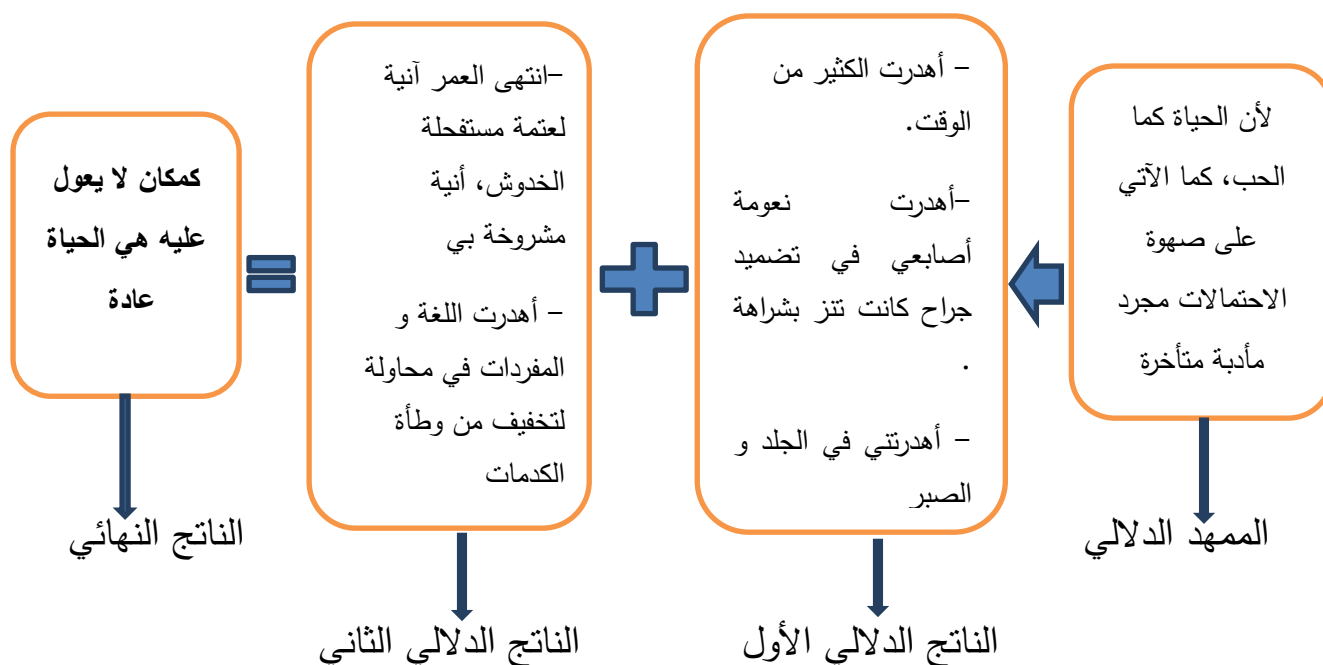 لأن الحياة كما
الحب، كما الآتي
على صهوة
الاحتمالات مجرد
مأدبة متأخرة
الممهد الدلالي
– أهدرت الكثير من
الوقت.
–أهدرت نعومة
أصابعي في تضميد
جراح كانت تتز بشراهة
.
– أهدرتني في الجلد و
الصبر
الناتج الدلالي الأول
–انتهى العمر آنية
لعتمة مستفحلة
الخدوش، أنية
مشروخة بي
– أهدرت اللغة و
المفردات في محاولة
لتخفيف من وطأة
الكدمات
الناتج الدلالي الثاني
كمكان لا يعول
عليه هي الحياة
عادة
الناتج النهائي